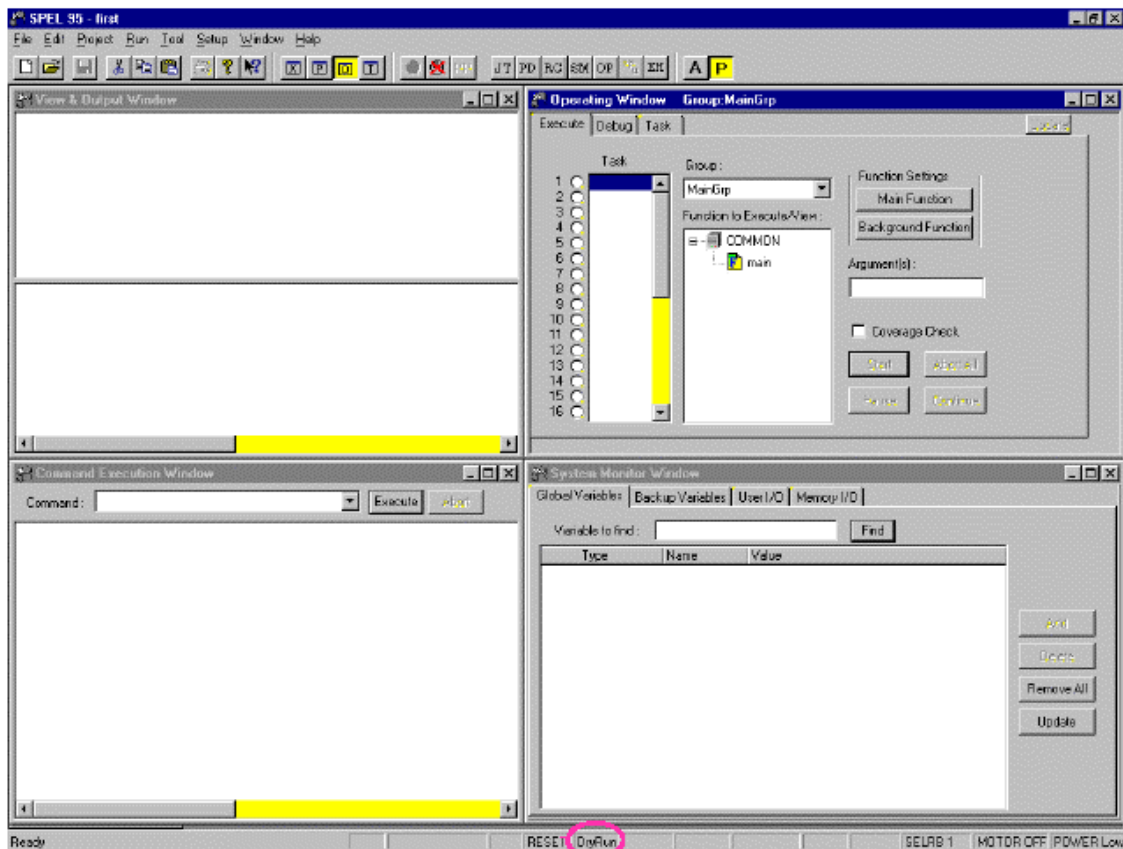 SPEL 95 - first
File Edit Project Run Tool Setup Window Help
X P O T JT PD RG SM OP A P
View & Output Window
Operating Window Group:MainGrp
Execute Debug Task Update
Task
1
2
3
4
5
6
7
8
9
10
11
12
13
14
15
16
Group :
MainGrp
Function to Execute/View :
COMMON
main
Function Settings
Main Function
Background Function
Argument(s) :
Coverage Check
Start Abort All
Pause Continue
Command Execution Window
Command : Execute Abort
System Monitor Window
Global Variables Backup Variables User I/O Memory I/O
Variable to find : Find
Type Name Value
Add
Delete
Remove All
Update
Ready RESET DryRun SELRB 1 MOTOR OFF POWER Low